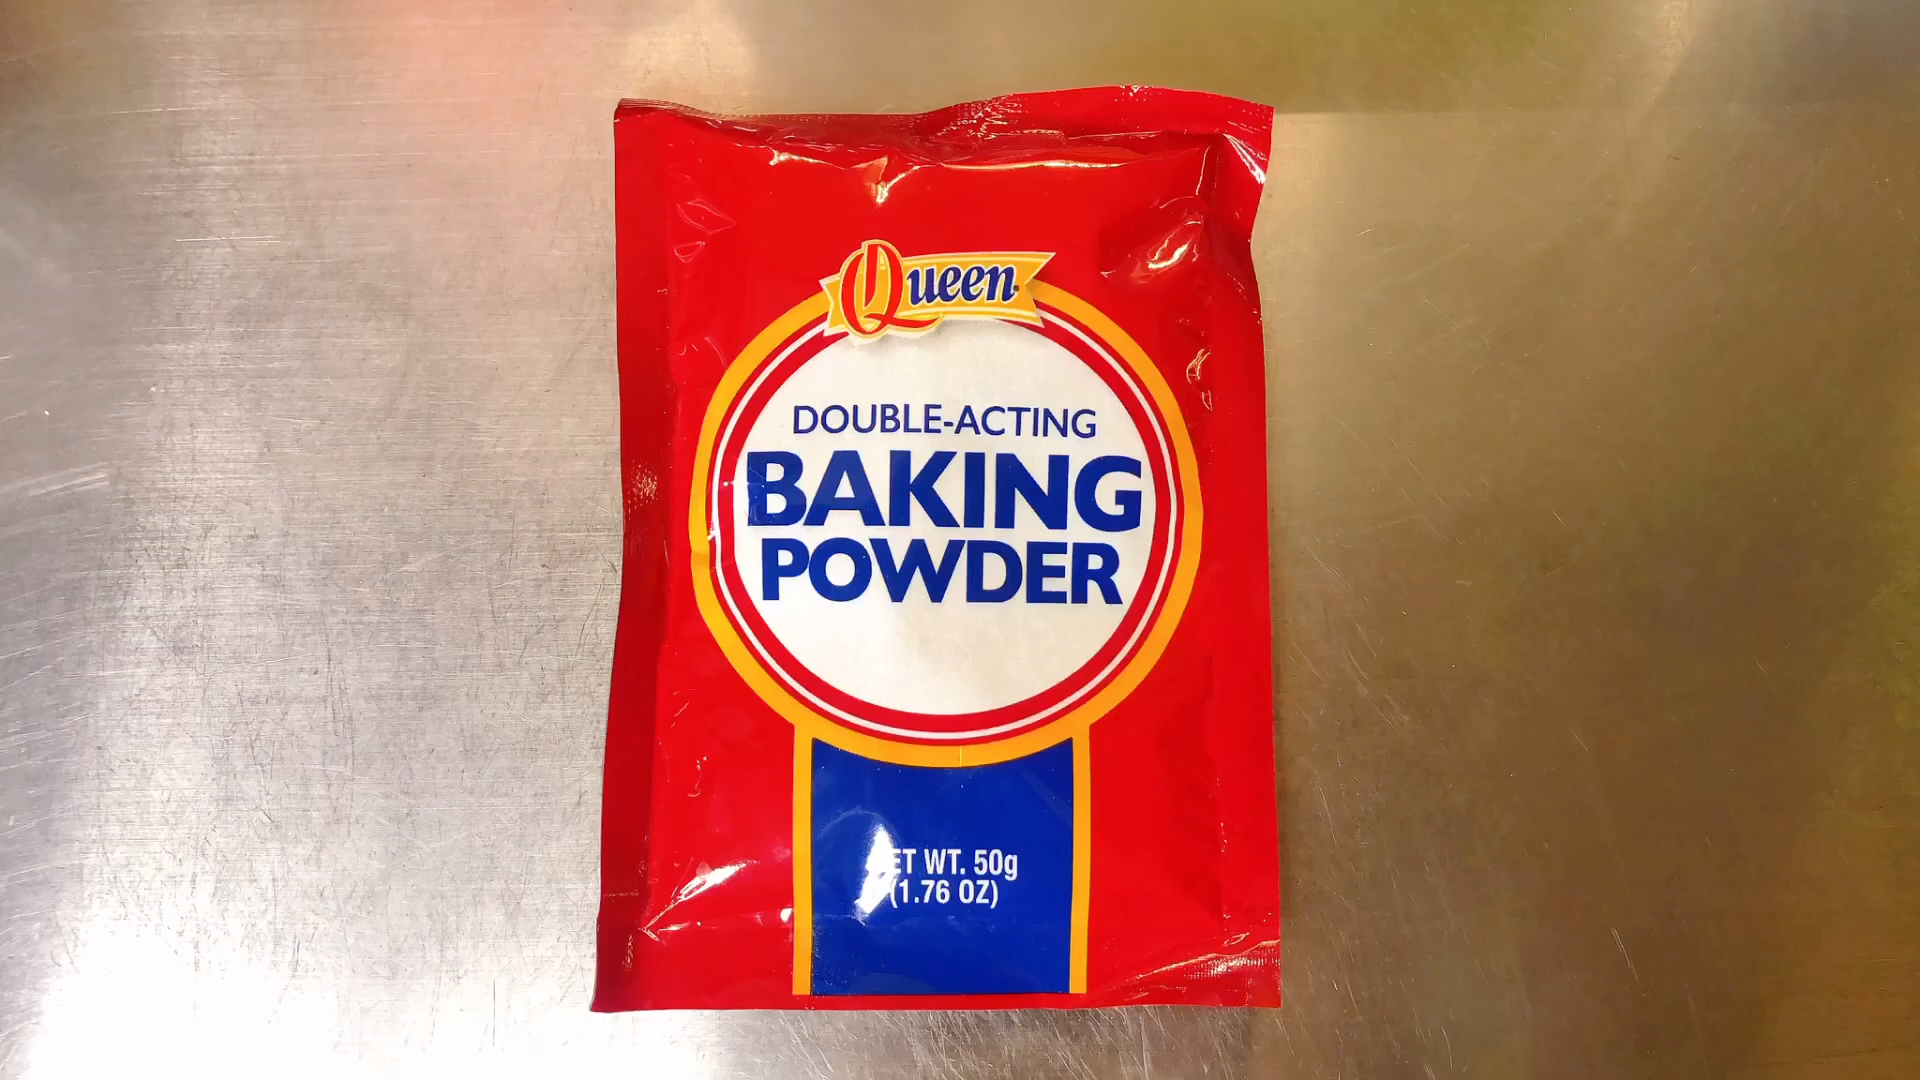 Queen
DOUBLE-ACTING
BAKING
POWDER
ET WT. 50g
(1.76 OZ)